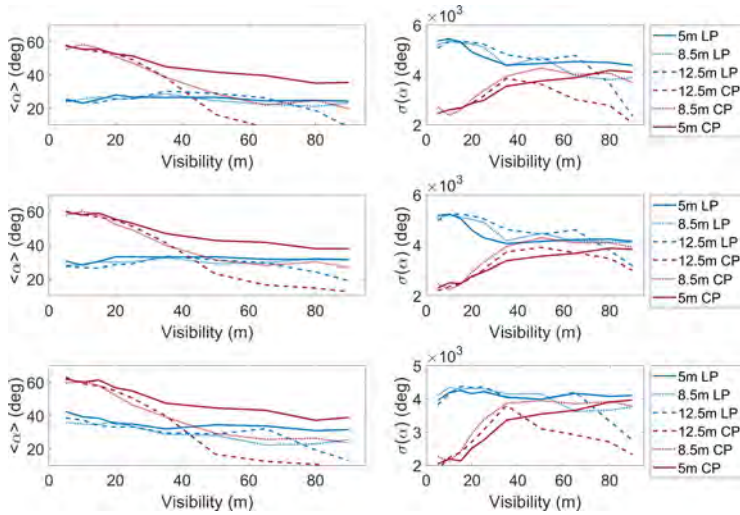 6 × 10³
60
40
20
<α> (deg)
0 20 40 60 80
Visibility (m)
4
2
σ(α) (deg)
0 20 40 60 80
Visibility (m)
5m LP
8.5m LP
12.5m LP
12.5m CP
8.5m CP
5m CP
6 × 10³
60
40
20
<α> (deg)
0 20 40 60 80
Visibility (m)
4
2
σ(α) (deg)
0 20 40 60 80
Visibility (m)
5m LP
8.5m LP
12.5m LP
12.5m CP
8.5m CP
5m CP
5 × 10³
60
40
20
<α> (deg)
0 20 40 60 80
Visibility (m)
4
3
2
σ(α) (deg)
0 20 40 60 80
Visibility (m)
5m LP
8.5m LP
12.5m LP
12.5m CP
8.5m CP
5m CP